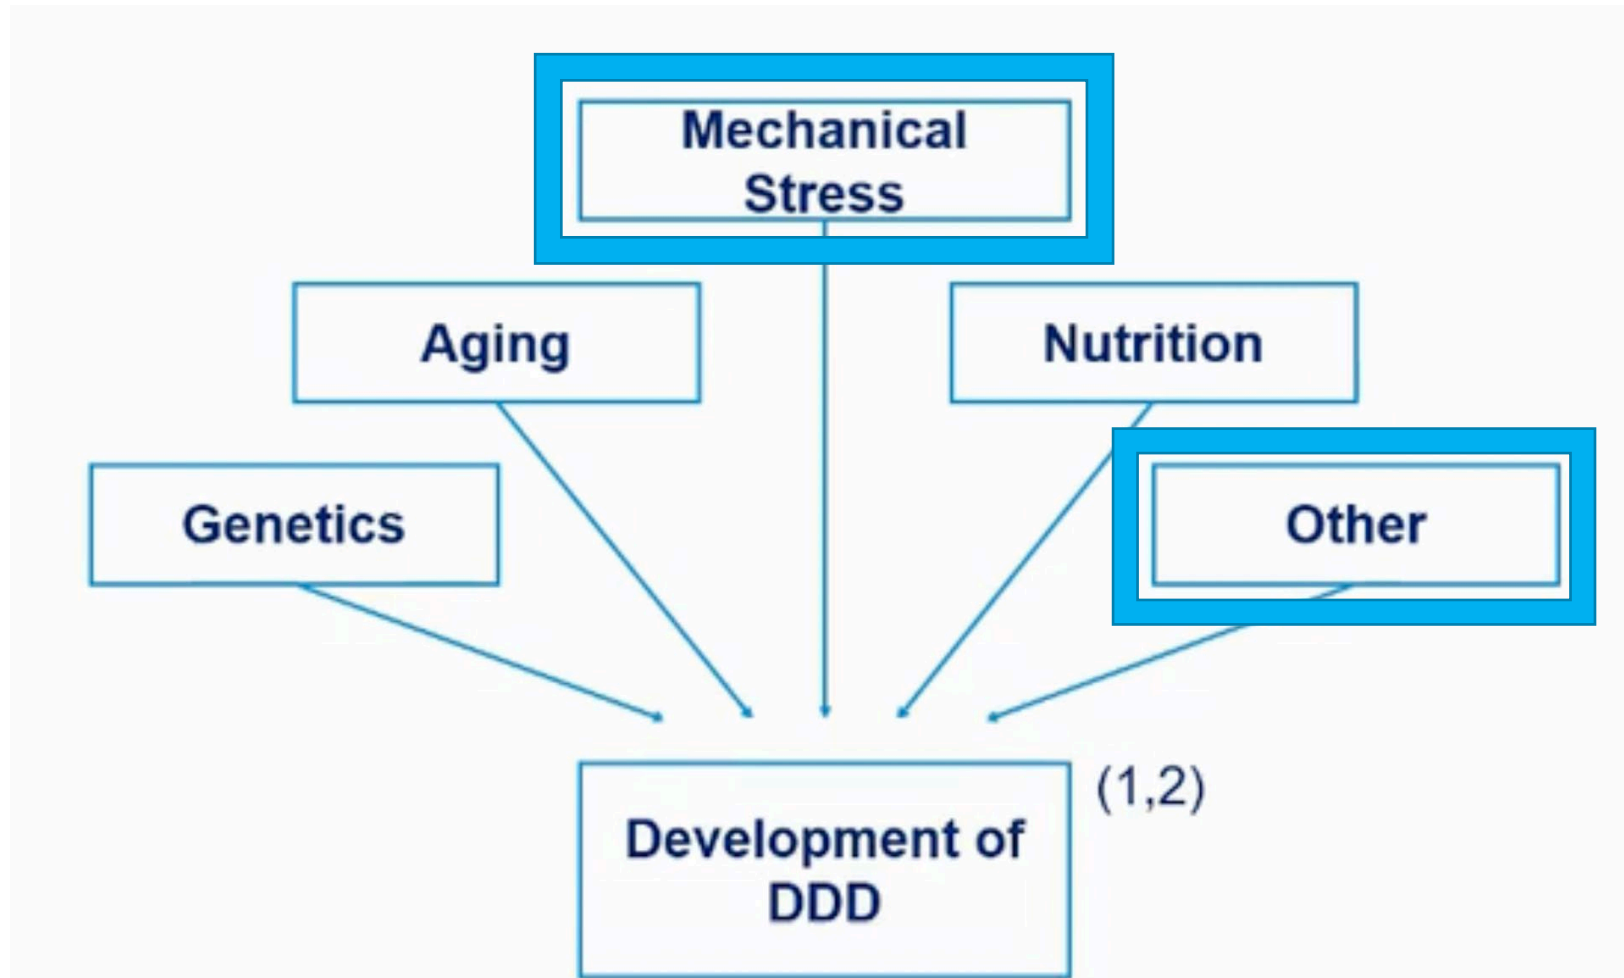 Mechanical
Stress
Aging
Nutrition
Genetics
Other
(1,2)
Development of
DDD